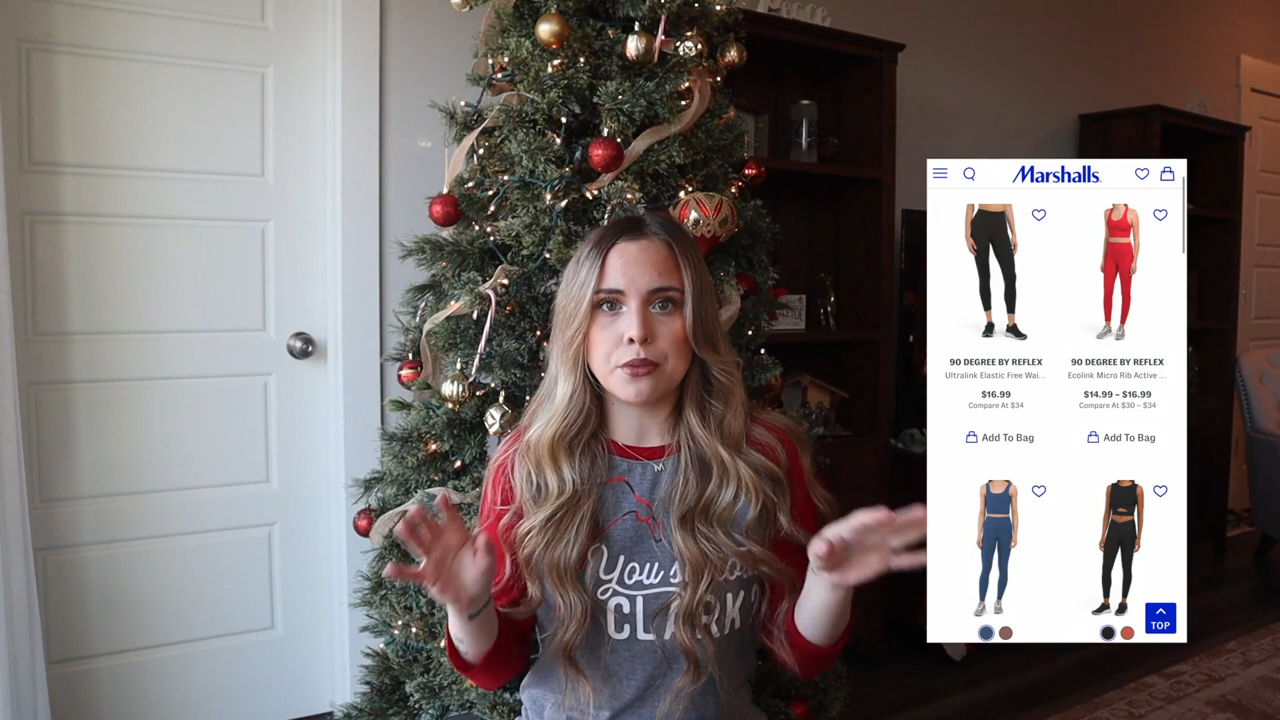 Marshalls.
90 DEGREE BY REFLEX
Ultralink Elastic Free Wai...
$16.99
Compare At $34
Add To Bag
90 DEGREE BY REFLEX
Ecolink Micro Rib Active ...
$14.99 – $16.99
Compare At $30 – $34
Add To Bag
TOP
M
You
CLARK